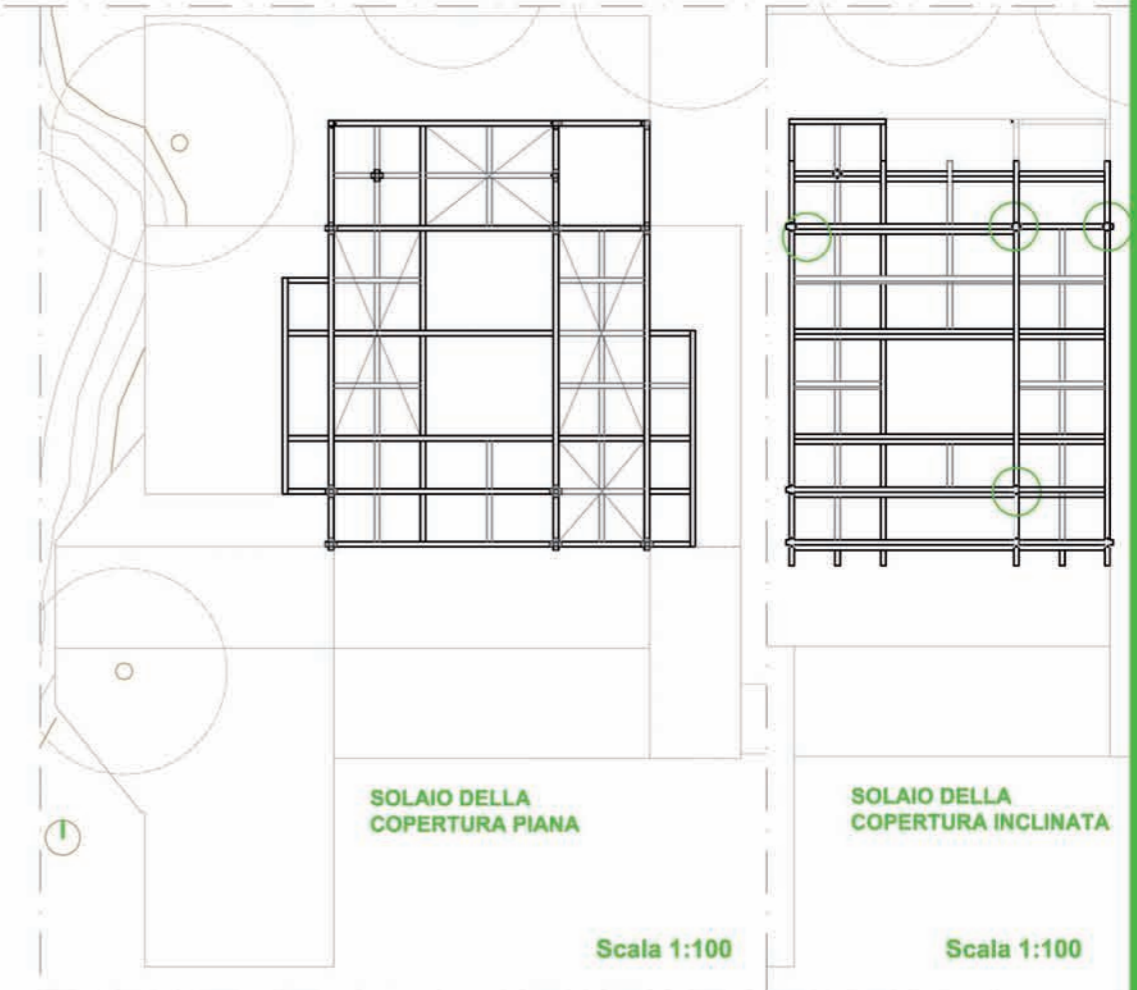 SOLAIO DELLA
COPERTURA PIANA
Scala 1:100
SOLAIO DELLA
COPERTURA INCLINATA
Scala 1:100